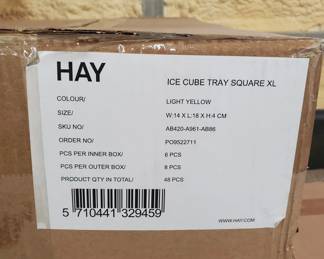 HAY
ICE CUBE TRAY SQUARE XL
COLOUR/ LIGHT YELLOW
SIZE/ W:14 X L:18 X H:4 CM
SKU NO/ AB420-A961-AB86
ORDER NO/ PO9522711
PCS PER INNER BOX/ 6 PCS
PCS PER OUTER BOX/ 8 PCS
PRODUCT QTY IN TOTAL/ 48 PCS
5 710441 329459
WWW.HAY.COM